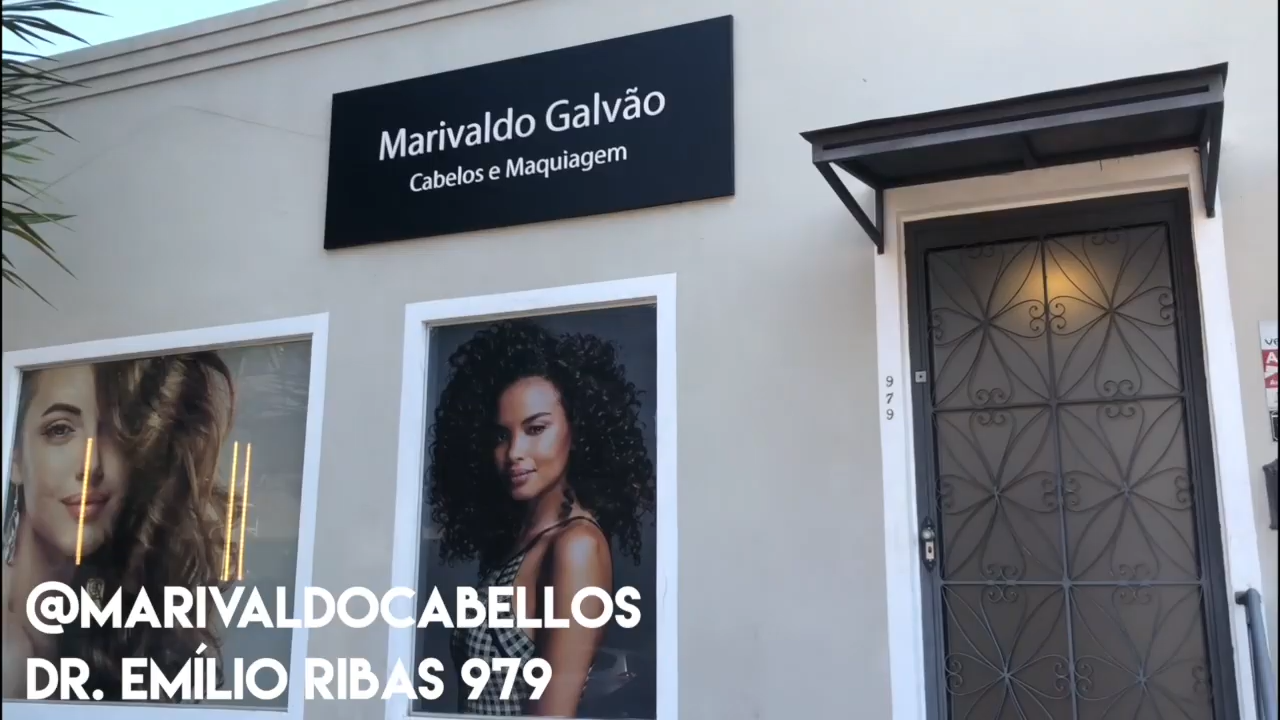 Marivaldo Galvão
Cabelos e Maquiagem
979
@MARIVALDOCABELLOS
DR. EMÍLIO RIBAS 979